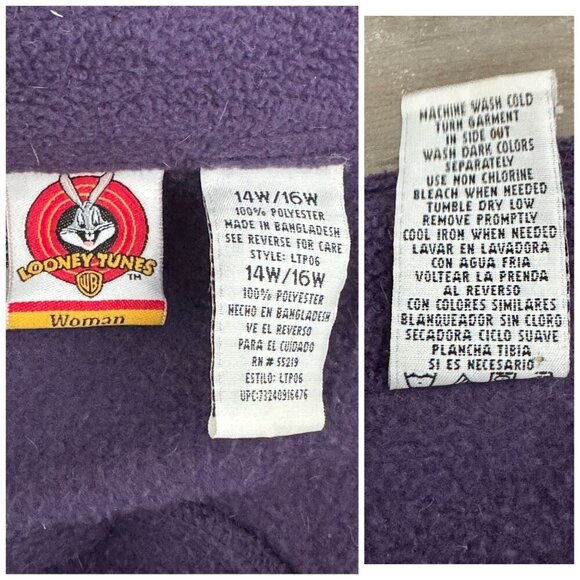 LOONEY TUNES
WB
TM
Woman
14W/16W
100% POLYESTER
MADE IN BANGLADESH
SEE REVERSE FOR CARE
STYLE: LTP06
14W/16W
100% POLYESTER
HECHO EN BANGLADESH
VE EL REVERSO
PARA EL CUIDADO
RN# 55219
ESTILO: LTP06
UPC:73240916476
MACHINE WASH COLD
TURN GARMENT
IN SIDE OUT
WASH DARK COLORS
SEPARATELY
USE NON CHLORINE
BLEACH WHEN NEEDED
TUMBLE DRY LOW
REMOVE PROMPTLY
COOL IRON WHEN NEEDED
LAVAR EN LAVADORA
CON AGUA FRIA
VOLTEAR LA PRENDA
AL REVERSO
CON COLORES SIMILARES
BLANQUEADOR SIN CLORO
SECADORA CICLO SUAVE
PLANCHA TIBIA
SI ES NECESARIO